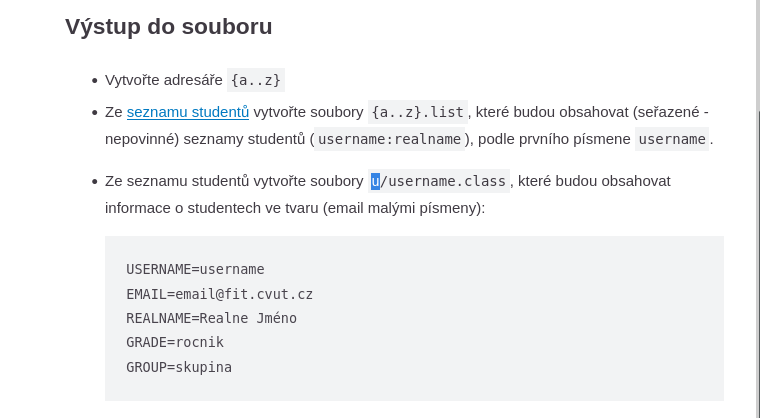 Výstup do souboru
• Vytvořte adresáře {a..z}
• Ze seznamu studentů vytvořte soubory {a..z}.list, které budou obsahovat (seřazené -
nepovinné) seznamy studentů (username:realname), podle prvního písmene username.
• Ze seznamu studentů vytvořte soubory u/username.class, které budou obsahovat
informace o studentech ve tvaru (email malými písmeny):
USERNAME=username
EMAIL=email@fit.cvut.cz
REALNAME=Realne Jméno
GRADE=rocnik
GROUP=skupina